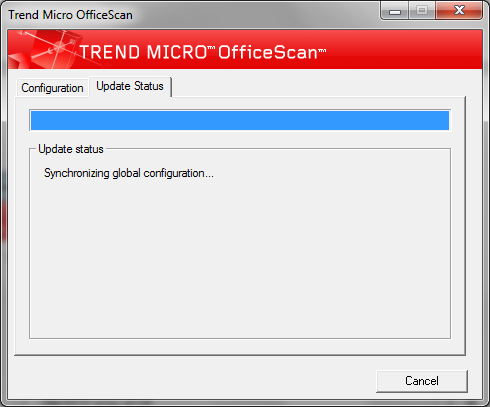 Trend Micro OfficeScan
TREND MICRO™ OfficeScan™
Configuration
Update Status
Update status
Synchronizing global configuration...
Cancel